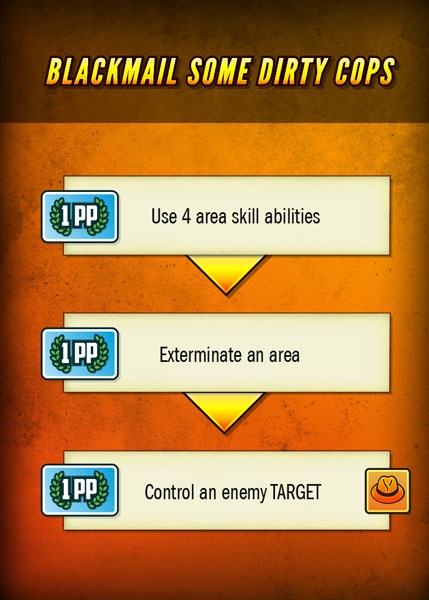 BLACKMAIL SOME DIRTY COPS
1 PP
Use 4 area skill abilities
1 PP
Exterminate an area
1 PP
Control an enemy TARGET